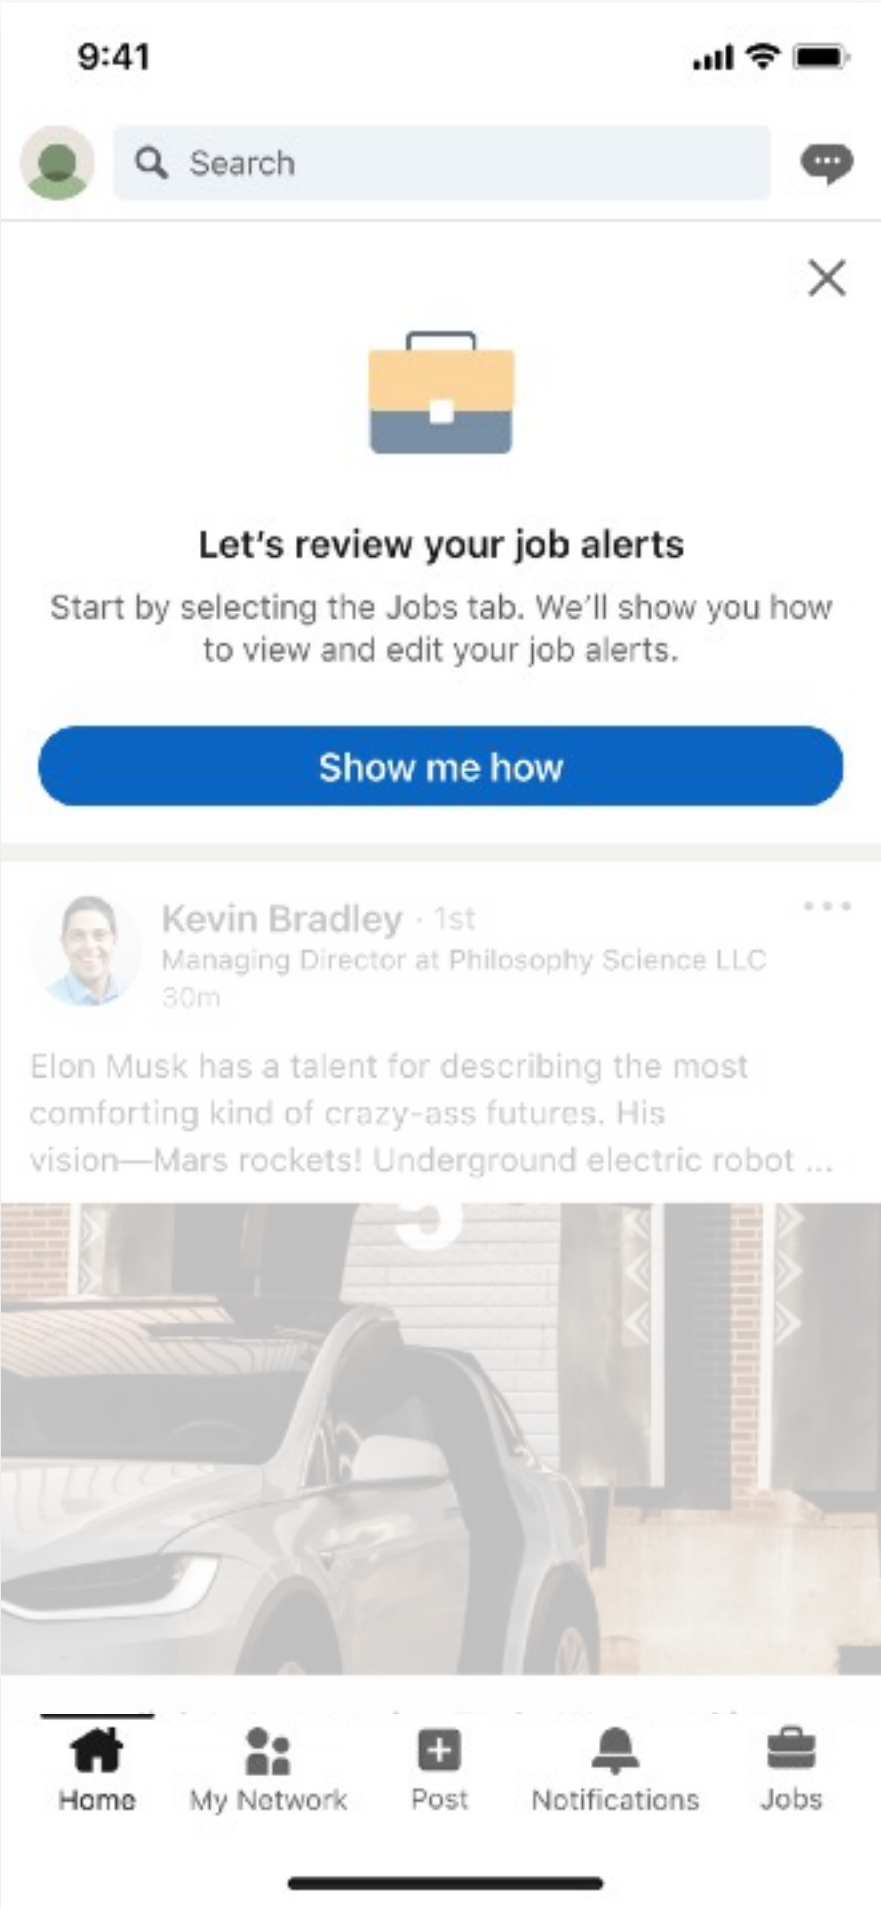 9:41
Search
Let's review your job alerts
Start by selecting the Jobs tab. We'll show you how
to view and edit your job alerts.
Show me how
Kevin Bradley · 1st
Managing Director at Philosophy Science LLC
30m
Elon Musk has a talent for describing the most
comforting kind of crazy-ass futures. His
vision—Mars rockets! Underground electric robot ...
5
Home
My Network
Post
Notifications
Jobs